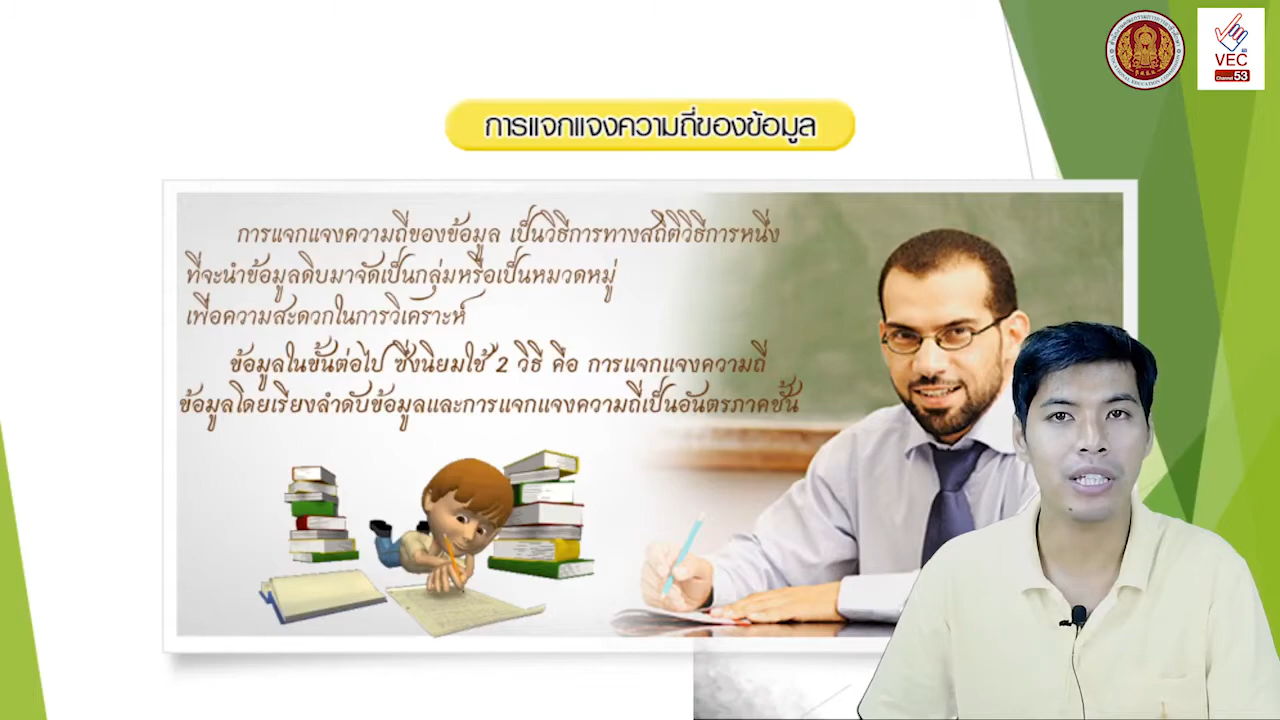 VEC
Channel 53
การแจกแจงความถี่ของข้อมูล
การแจกแจงความถี่ของข้อมูล เป็นวิธีการทางสถิติวิธีการหนึ่ง
ที่จะนำข้อมูลดิบมาจัดเป็นกลุ่มหรือเป็นหมวดหมู่
เพื่อความสะดวกในการวิเคราะห์
ข้อมูลในขั้นต่อไป ซึ่งนิยมใช้ 2 วิธี คือ การแจกแจงความถี่
ข้อมูลโดยเรียงลำดับข้อมูลและการแจกแจงความถี่เป็นอันตรภาคชั้น